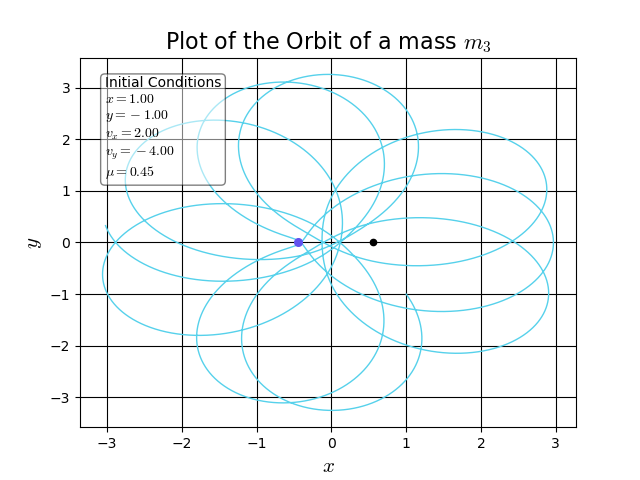 Plot of the Orbit of a mass m₃
Initial Conditions
x = 1.00
y = −1.00
vₓ = 2.00
v_y = −4.00
μ = 0.45
3
2
1
0
−1
−2
−3
y
−3 −2 −1 0 1 2 3
x